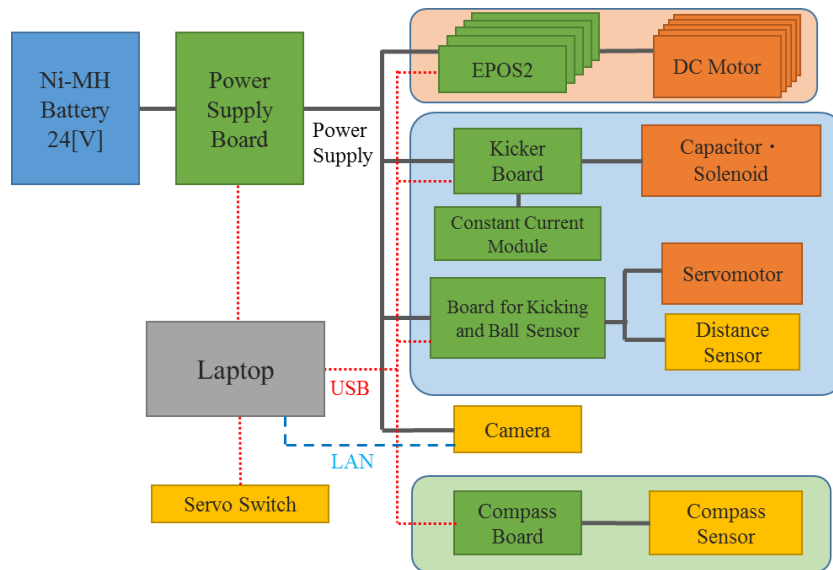 Ni-MH
Battery
24[V]
Power
Supply
Board
Power
Supply
EPOS2
DC Motor
Kicker
Board
Capacitor・
Solenoid
Constant Current
Module
Board for Kicking
and Ball Sensor
Servomotor
Distance
Sensor
Laptop
USB
Camera
LAN
Servo Switch
Compass
Board
Compass
Sensor